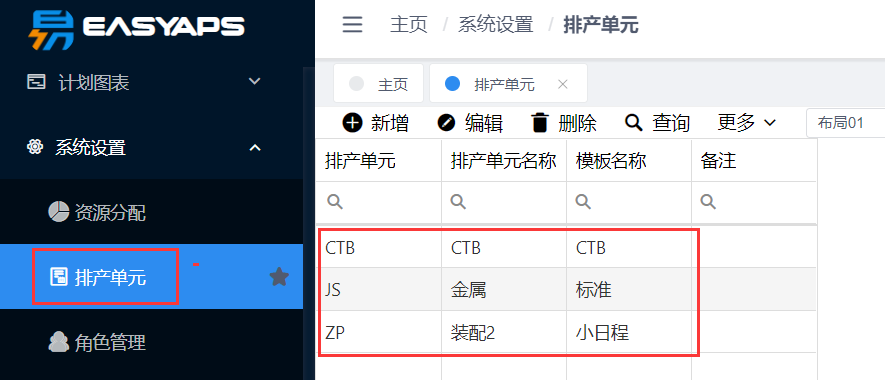 易 EASYAPS
计划图表
系统设置
资源分配
排产单元
角色管理
主页 / 系统设置 / 排产单元
主页 排产单元
新增 编辑 删除 查询 更多 布局01
排产单元 排产单元名称 模板名称 备注
CTB CTB CTB
JS 金属 标准
ZP 装配2 小日程